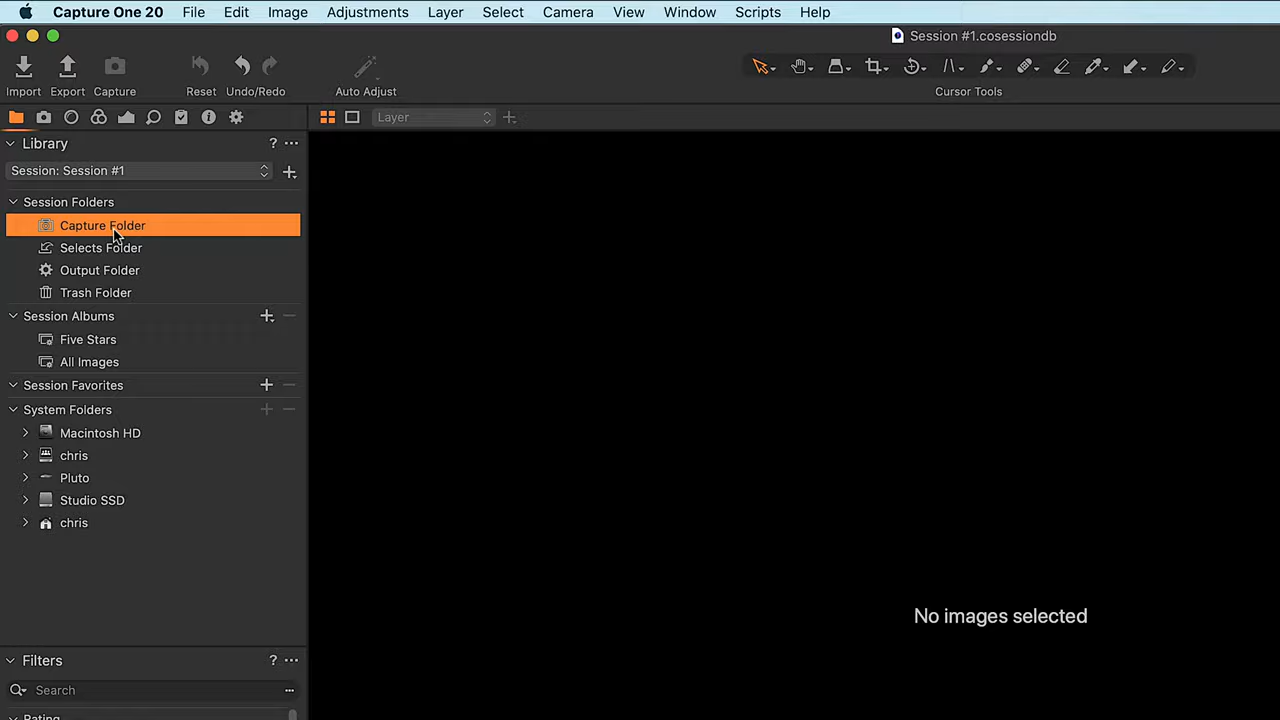 Capture One 20 File Edit Image Adjustments Layer Select Camera View Window Scripts Help
Session #1.cosessiondb
Import Export Capture Reset Undo/Redo Auto Adjust Cursor Tools
Library ?
Layer
Session: Session #1
Session Folders
Capture Folder
Selects Folder
Output Folder
Trash Folder
Session Albums
Five Stars
All Images
Session Favorites
System Folders
Macintosh HD
chris
Pluto
Studio SSD
chris
No images selected
Filters ?
Search
Rating